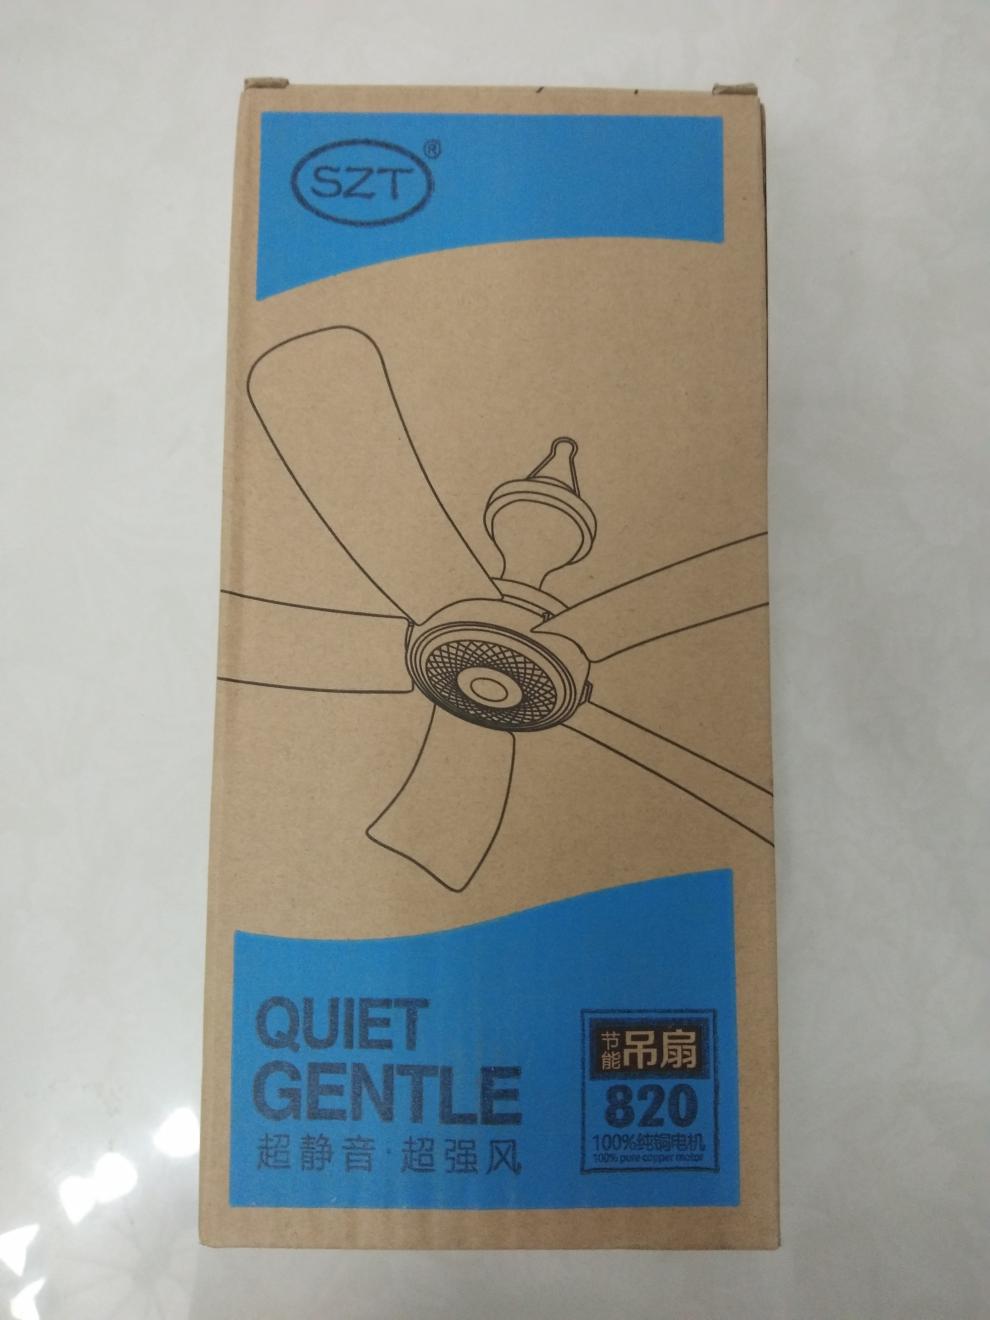 SZT®
QUIET
GENTLE
超静音·超强风
节能 吊扇
820
100%纯铜电机
100% pure copper motor